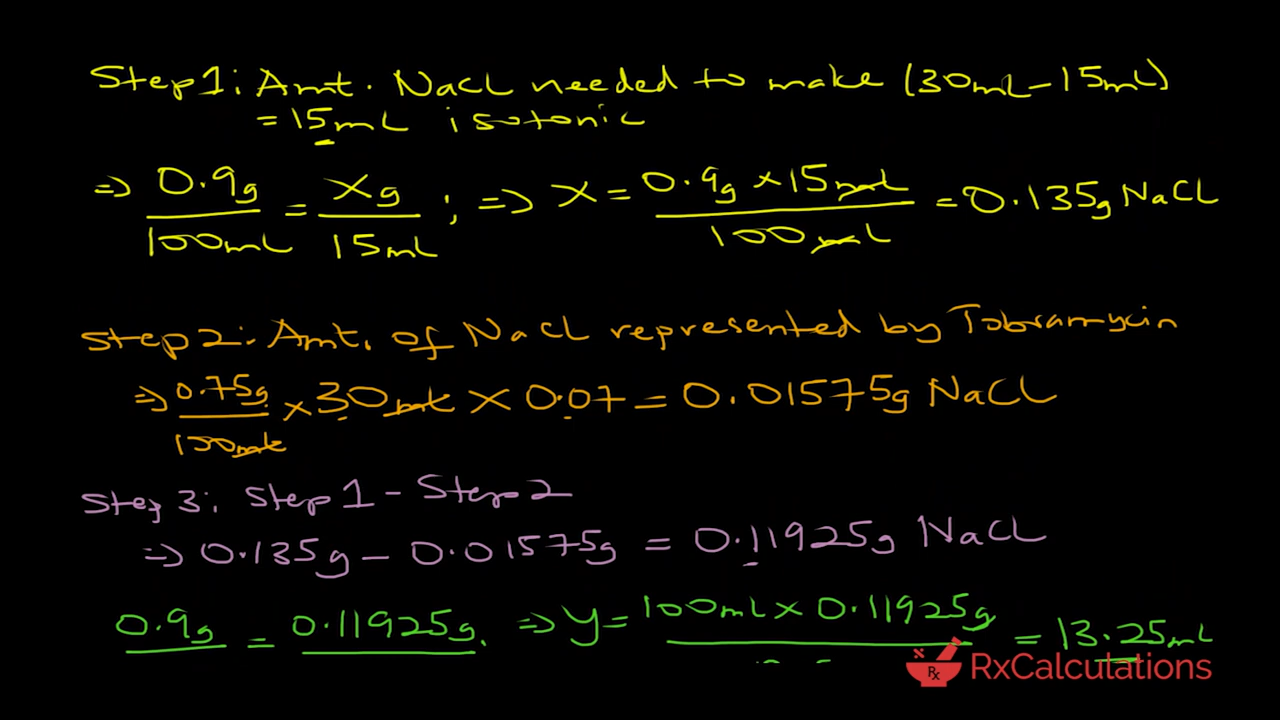 Step 1: Amt. NaCl needed to make (30mL - 15mL)
= 15mL isotonic
⇒ 0.9g / 100mL = Xg / 15mL ; ⇒ X = 0.9g × 15mL / 100mL = 0.135g NaCl
Step 2: Amt. of NaCl represented by Tobramycin
⇒ 0.75g / 100mL × 30mL × 0.07 = 0.01575g NaCl
Step 3: Step 1 - Step 2
⇒ 0.135g - 0.01575g = 0.11925g NaCl
0.9g = 0.11925g. ⇒ y = 100mL × 0.11925g = 13.25mL
Rx RxCalculations